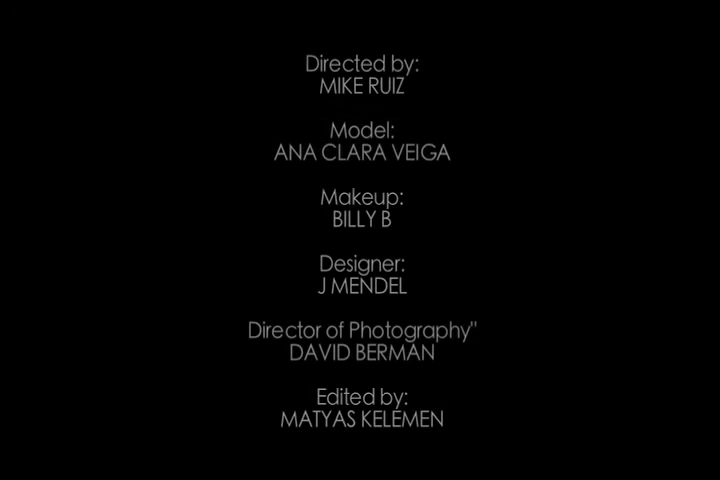 Directed by:
MIKE RUIZ
Model:
ANA CLARA VEIGA
Makeup:
BILLY B
Designer:
J MENDEL
Director of Photography"
DAVID BERMAN
Edited by:
MATYAS KELEMEN